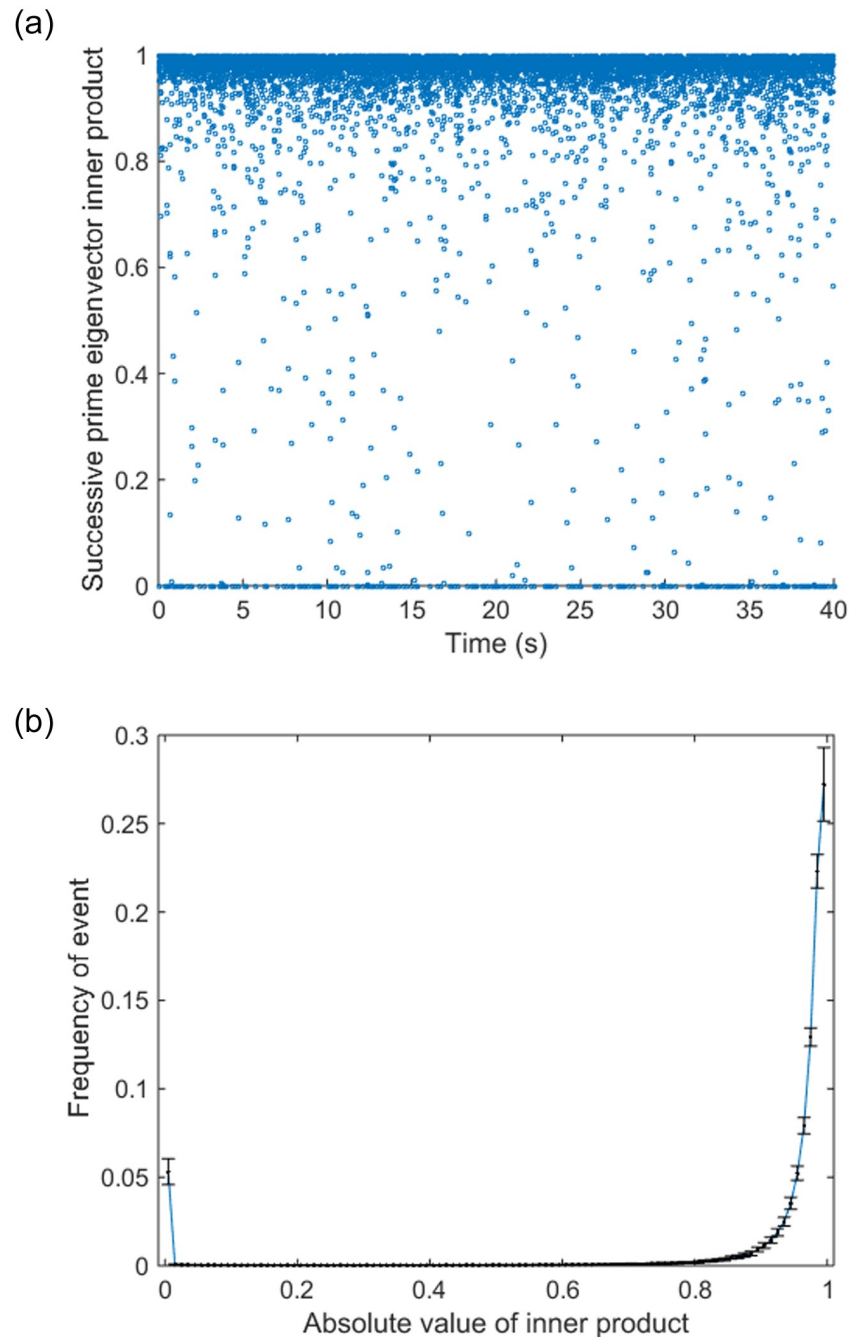 (a)
Successive prime eigenvector inner product
1
0.8
0.6
0.4
0.2
0
0 5 10 15 20 25 30 35 40
Time (s)
(b)
Frequency of event
0.3
0.25
0.2
0.15
0.1
0.05
0
0 0.2 0.4 0.6 0.8 1
Absolute value of inner product